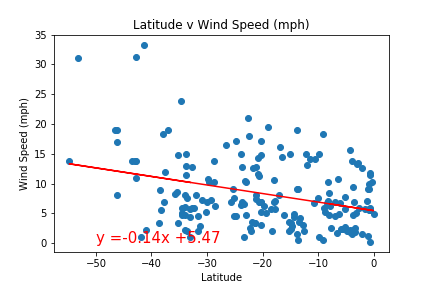 Latitude v Wind Speed (mph)
35
30
25
20
15
10
5
0
Wind Speed (mph)
y = -0.14x +5.47
−50 −40 −30 −20 −10 0
Latitude